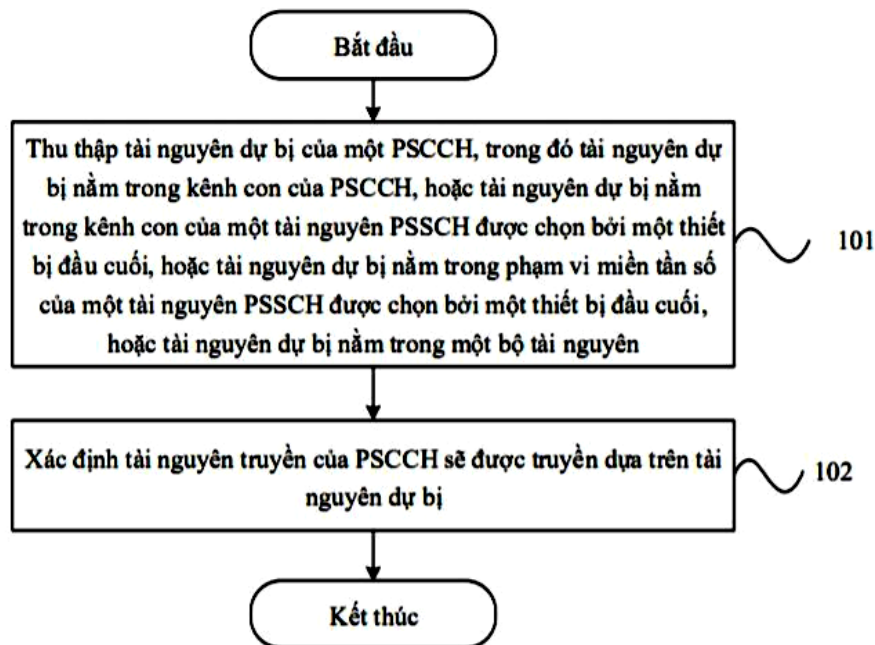 Bắt đầu
Thu thập tài nguyên dự bị của một PSCCH, trong đó tài nguyên dự
bị nằm trong kênh con của PSCCH, hoặc tài nguyên dự bị nằm
trong kênh con của một tài nguyên PSSCH được chọn bởi một thiết
bị đầu cuối, hoặc tài nguyên dự bị nằm trong phạm vi miền tần số
của một tài nguyên PSSCH được chọn bởi một thiết bị đầu cuối,
hoặc tài nguyên dự bị nằm trong một bộ tài nguyên
101
Xác định tài nguyên truyền của PSCCH sẽ được truyền dựa trên tài
nguyên dự bị
102
Kết thúc